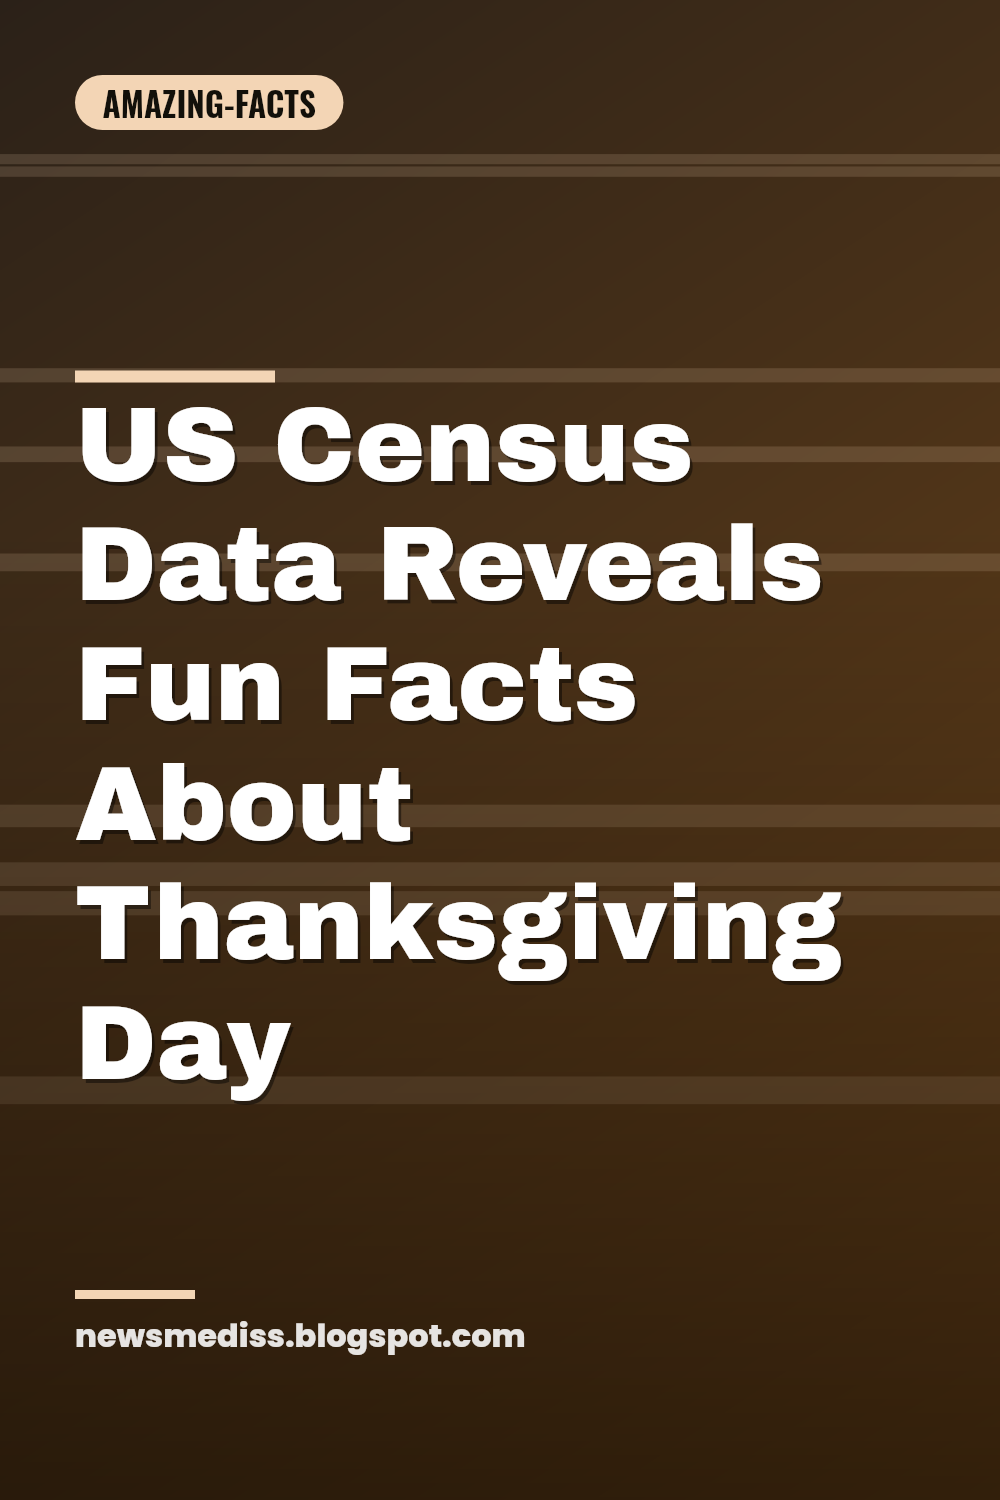 AMAZING-FACTS
US Census
Data Reveals
Fun Facts
About
Thanksgiving
Day
newsmediss.blogspot.com